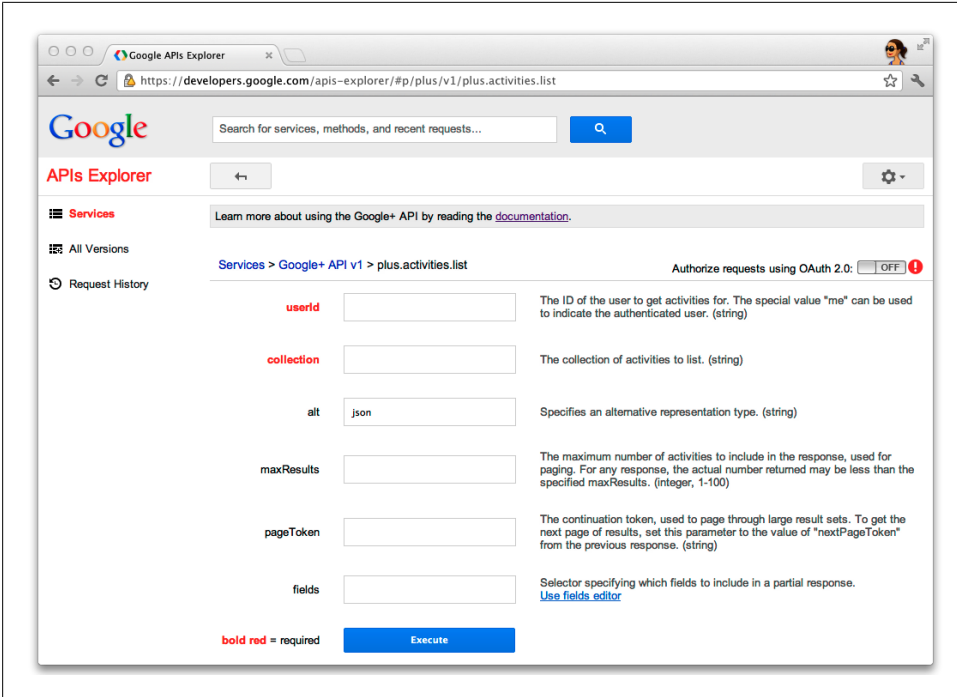 Google APIs Explorer
https://developers.google.com/apis-explorer/#p/plus/v1/plus.activities.list
Google
Search for services, methods, and recent requests...
APIs Explorer
Services
All Versions
Request History
Learn more about using the Google+ API by reading the documentation.
Services > Google+ API v1 > plus.activities.list
Authorize requests using OAuth 2.0: OFF
userId
The ID of the user to get activities for. The special value "me" can be used
to indicate the authenticated user. (string)
collection
The collection of activities to list. (string)
alt
json
Specifies an alternative representation type. (string)
maxResults
The maximum number of activities to include in the response, used for
paging. For any response, the actual number returned may be less than the
specified maxResults. (integer, 1-100)
pageToken
The continuation token, used to page through large result sets. To get the
next page of results, set this parameter to the value of "nextPageToken"
from the previous response. (string)
fields
Selector specifying which fields to include in a partial response.
Use fields editor
bold red = required
Execute